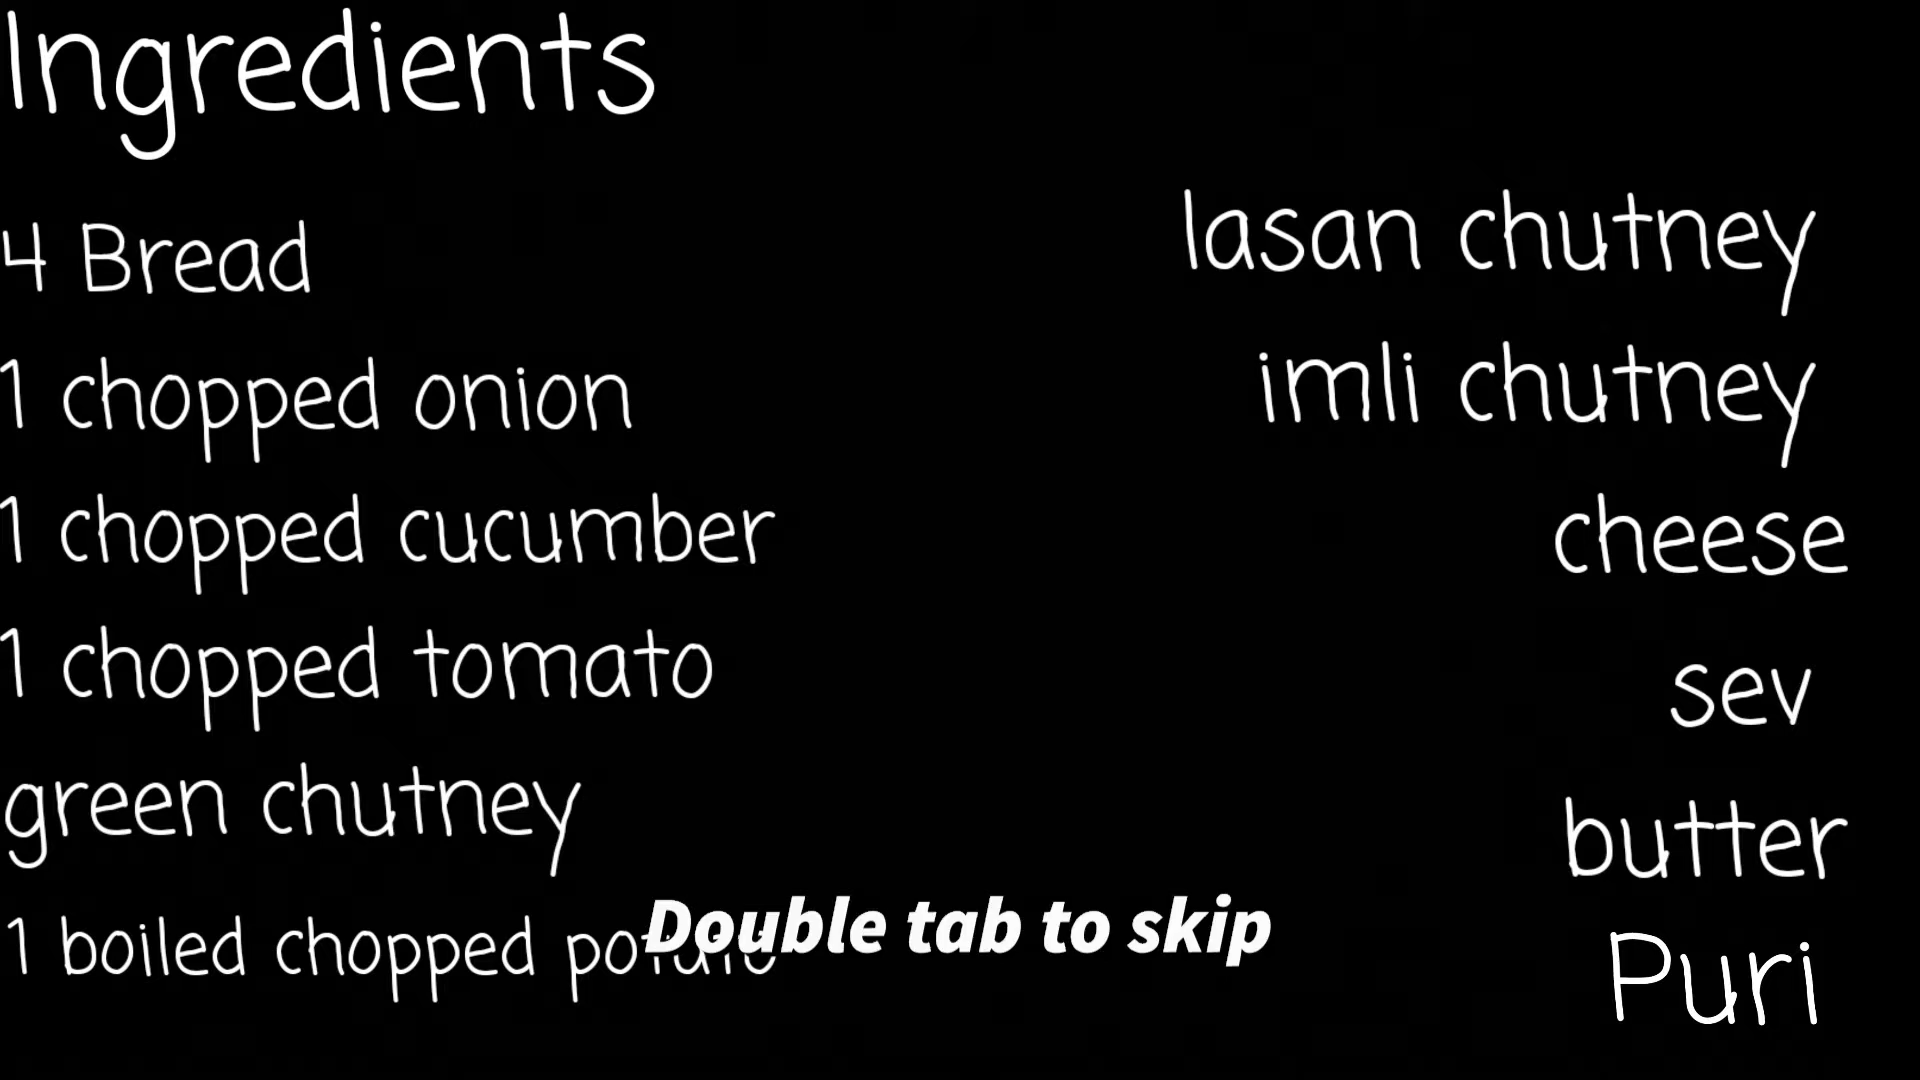 Ingredients
4 Bread
1 chopped onion
1 chopped cucumber
1 chopped tomato
green chutney
1 boiled chopped potato
lasan chutney
imli chutney
cheese
sev
butter
Puri
Double tab to skip